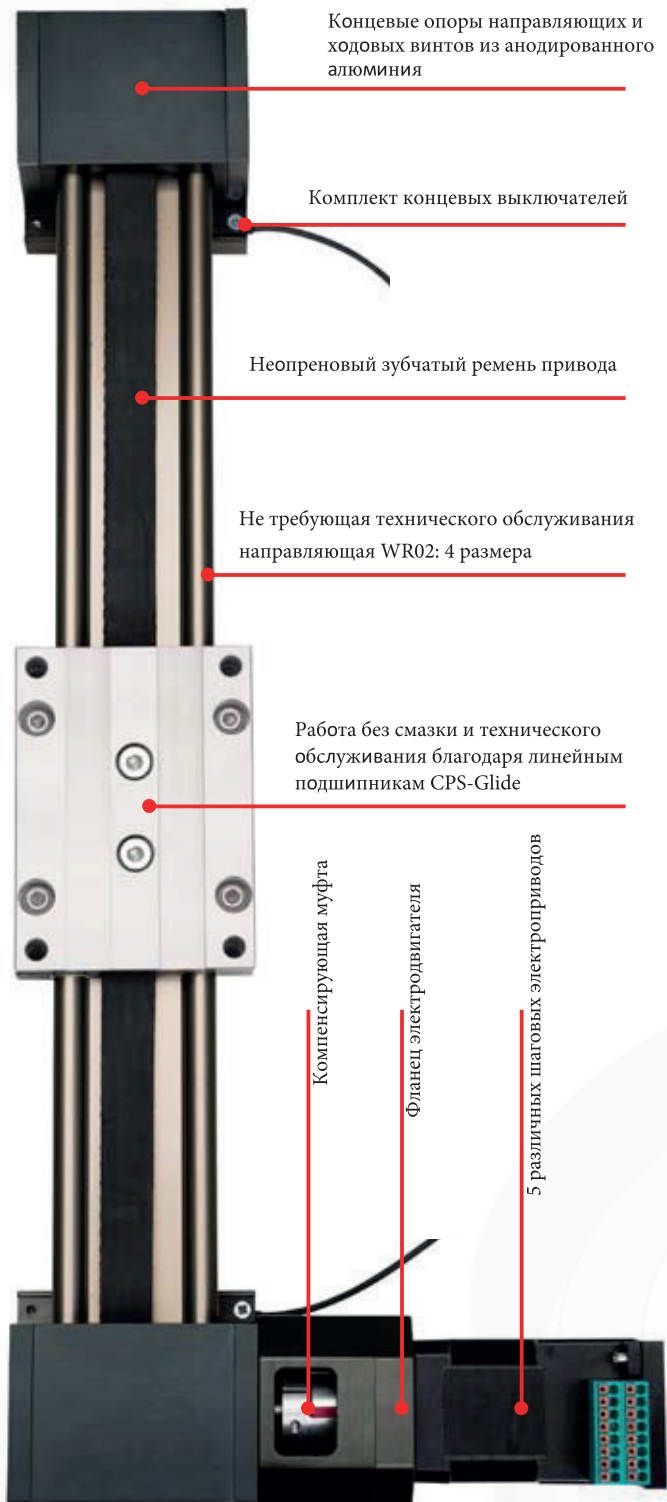 Концевые опоры направляющих и
ходовых винтов из анодированного
алюминия
Комплект концевых выключателей
Неопреновый зубчатый ремень привода
Не требующая технического обслуживания
направляющая WR02: 4 размера
Работа без смазки и технического
обслуживания благодаря линейным
подшипникам CPS-Glide
Компенсирующая муфта
Фланец электродвигателя
5 различных шаговых электроприводов